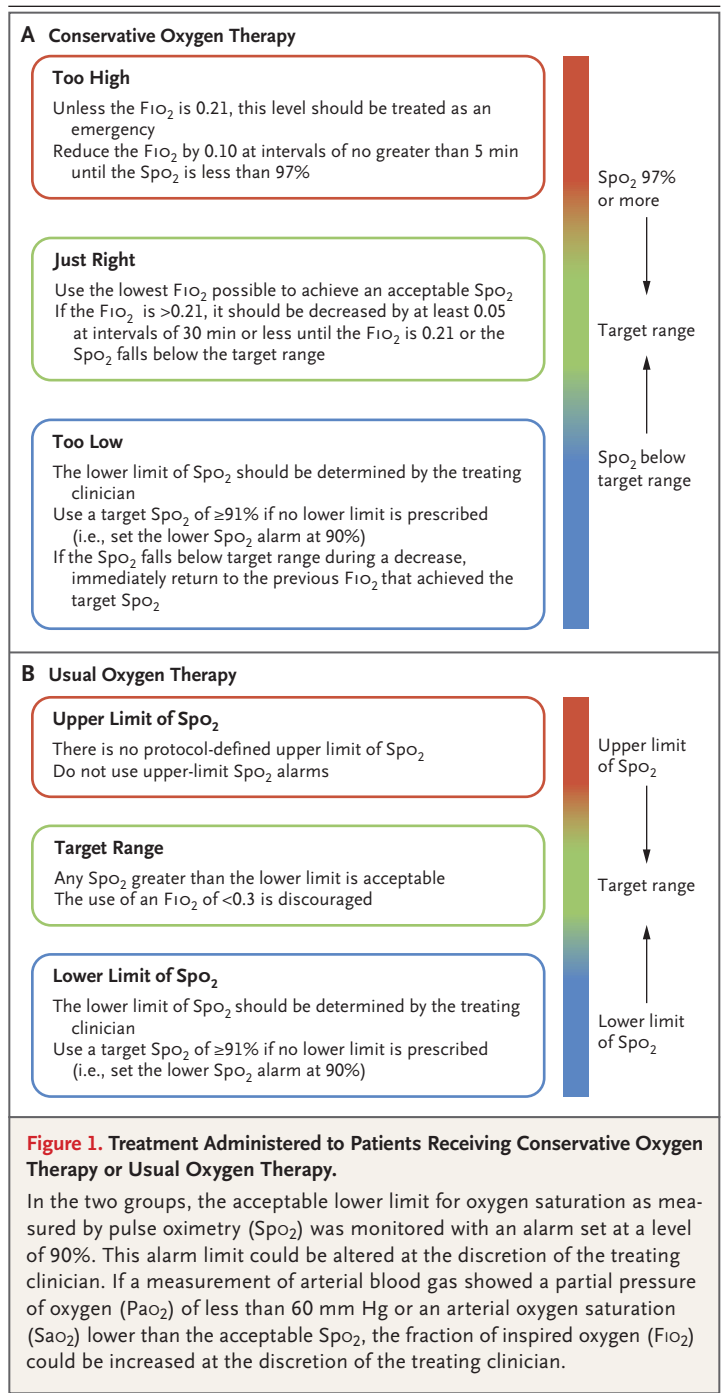 A Conservative Oxygen Therapy
Too High
Unless the FIO2 is 0.21, this level should be treated as an
emergency
Reduce the FIO2 by 0.10 at intervals of no greater than 5 min
until the SpO2 is less than 97%
SpO2 97%
or more
Just Right
Use the lowest FIO2 possible to achieve an acceptable SpO2
If the FIO2 is >0.21, it should be decreased by at least 0.05
at intervals of 30 min or less until the FIO2 is 0.21 or the
SpO2 falls below the target range
Target range
Too Low
The lower limit of SpO2 should be determined by the treating
clinician
Use a target SpO2 of ≥91% if no lower limit is prescribed
(i.e., set the lower SpO2 alarm at 90%)
If the SpO2 falls below target range during a decrease,
immediately return to the previous FIO2 that achieved the
target SpO2
SpO2 below
target range
B Usual Oxygen Therapy
Upper Limit of SpO2
There is no protocol-defined upper limit of SpO2
Do not use upper-limit SpO2 alarms
Upper limit
of SpO2
Target Range
Any SpO2 greater than the lower limit is acceptable
The use of an FIO2 of <0.3 is discouraged
Target range
Lower Limit of SpO2
The lower limit of SpO2 should be determined by the treating
clinician
Use a target SpO2 of ≥91% if no lower limit is prescribed
(i.e., set the lower SpO2 alarm at 90%)
Lower limit
of SpO2
Figure 1. Treatment Administered to Patients Receiving Conservative Oxygen
Therapy or Usual Oxygen Therapy.
In the two groups, the acceptable lower limit for oxygen saturation as mea-
sured by pulse oximetry (SpO2) was monitored with an alarm set at a level
of 90%. This alarm limit could be altered at the discretion of the treating
clinician. If a measurement of arterial blood gas showed a partial pressure
of oxygen (PaO2) of less than 60 mm Hg or an arterial oxygen saturation
(SaO2) lower than the acceptable SpO2, the fraction of inspired oxygen (FIO2)
could be increased at the discretion of the treating clinician.